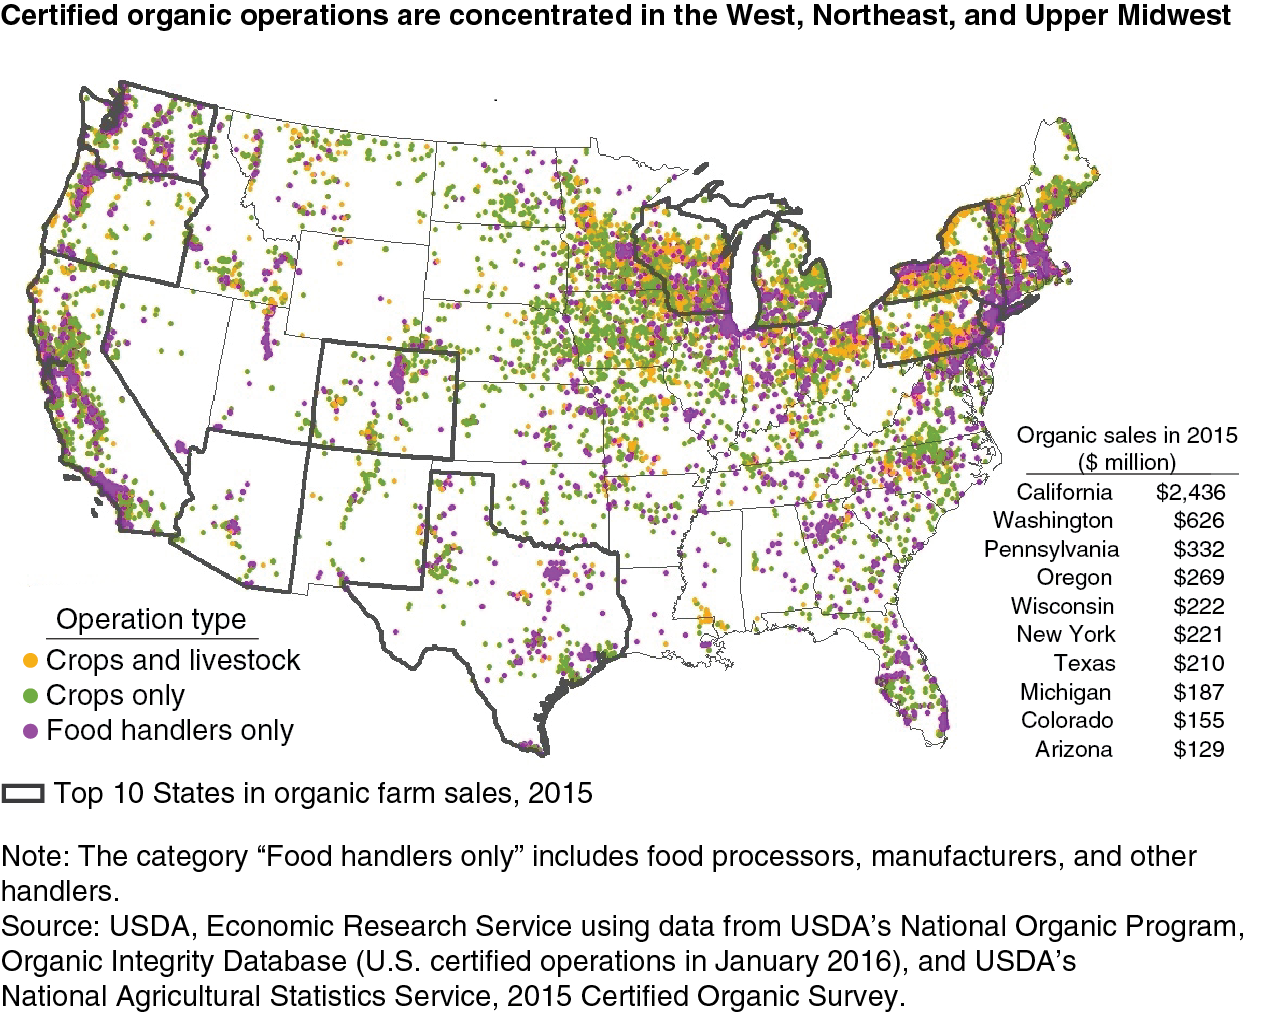 Certified organic operations are concentrated in the West, Northeast, and Upper Midwest
Organic sales in 2015
($ million)
California $2,436
Washington $626
Pennsylvania $332
Oregon $269
Wisconsin $222
New York $221
Texas $210
Michigan $187
Colorado $155
Arizona $129
Operation type
Crops and livestock
Crops only
Food handlers only
Top 10 States in organic farm sales, 2015
Note: The category “Food handlers only” includes food processors, manufacturers, and other
handlers.
Source: USDA, Economic Research Service using data from USDA’s National Organic Program,
Organic Integrity Database (U.S. certified operations in January 2016), and USDA’s
National Agricultural Statistics Service, 2015 Certified Organic Survey.